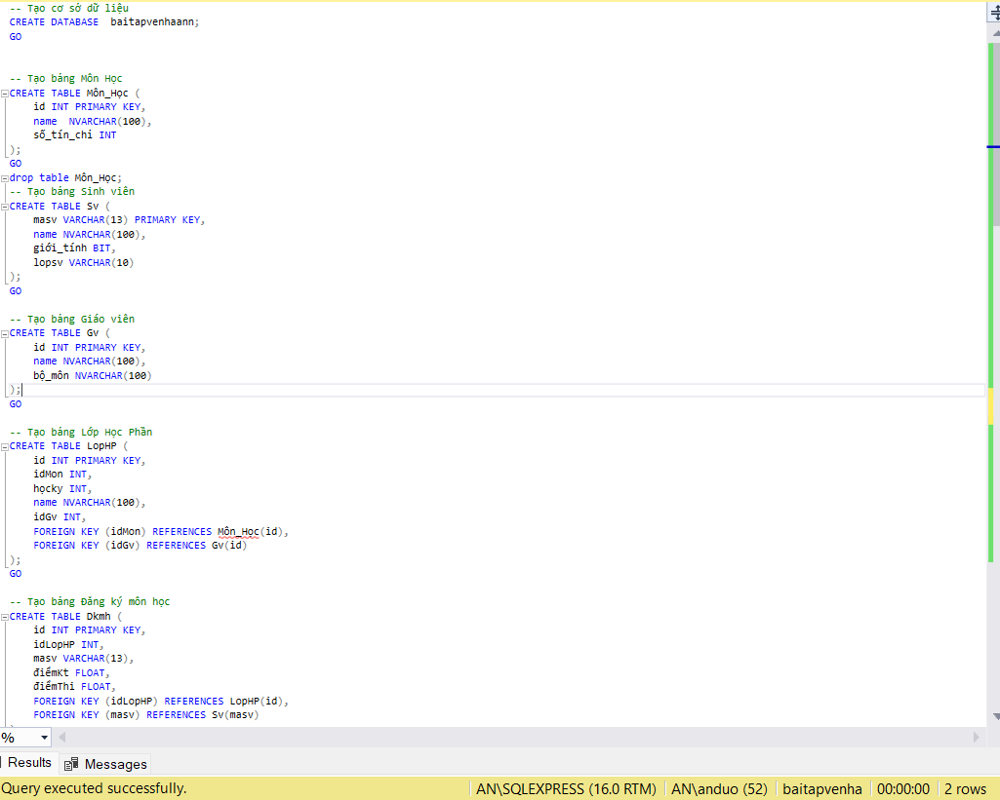 -- Tạo cơ sở dữ liệu
CREATE DATABASE  baitapvenhaann;
GO
-- Tạo bảng Môn Học
CREATE TABLE Môn_Học (
    id INT PRIMARY KEY,
    name  NVARCHAR(100),
    số_tín_chỉ INT
);
GO
drop table Môn_Học;
-- Tạo bảng Sinh viên
CREATE TABLE Sv (
    masv VARCHAR(13) PRIMARY KEY,
    name NVARCHAR(100),
    giới_tính BIT,
    lopsv VARCHAR(10)
);
GO
-- Tạo bảng Giáo viên
CREATE TABLE Gv (
    id INT PRIMARY KEY,
    name NVARCHAR(100),
    bộ_môn NVARCHAR(100)
);
GO
-- Tạo bảng Lớp Học Phần
CREATE TABLE LopHP (
    id INT PRIMARY KEY,
    idMon INT,
    họcky INT,
    name NVARCHAR(100),
    idGv INT,
    FOREIGN KEY (idMon) REFERENCES Môn_Học(id),
    FOREIGN KEY (idGv) REFERENCES Gv(id)
);
GO
-- Tạo bảng Đăng ký môn học
CREATE TABLE Dkmh (
    id INT PRIMARY KEY,
    idLopHP INT,
    masv VARCHAR(13),
    điểmKt FLOAT,
    điểmThi FLOAT,
    FOREIGN KEY (idLopHP) REFERENCES LopHP(id),
    FOREIGN KEY (masv) REFERENCES Sv(masv)
%
Results Messages
Query executed successfully. AN\SQLEXPRESS (16.0 RTM) AN\anduo (52) baitapvenha 00:00:00 2 rows